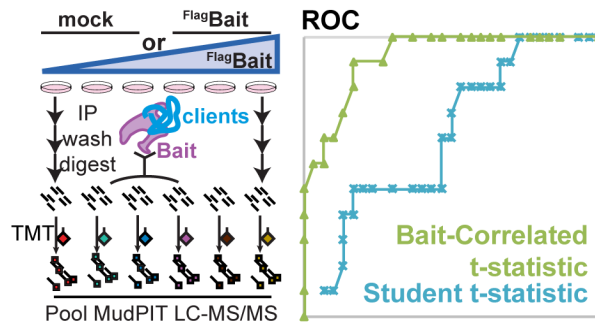 mock
FlagBait
or
FlagBait
IP
wash
digest
clients
Bait
TMT
Pool MudPIT LC-MS/MS
ROC
Bait-Correlated
t-statistic
Student t-statistic